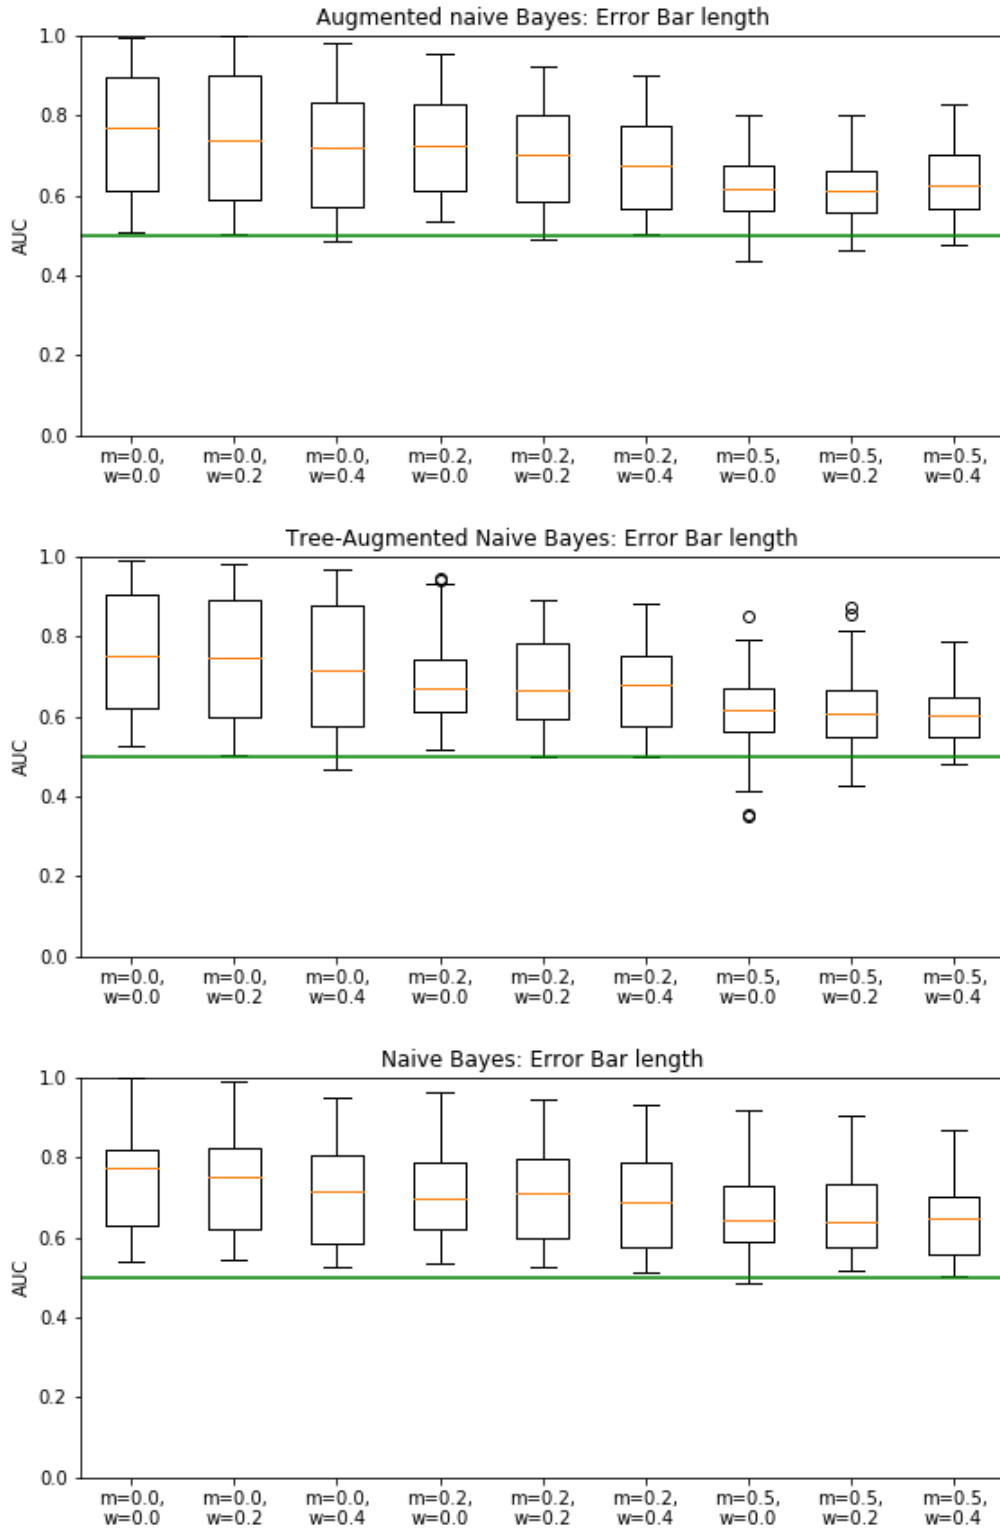 Augmented naive Bayes: Error Bar length
1.0
0.8
0.6
0.4
0.2
0.0
AUC
m=0.0, m=0.0, m=0.0, m=0.2, m=0.2, m=0.2, m=0.5, m=0.5, m=0.5,
w=0.0 w=0.2 w=0.4 w=0.0 w=0.2 w=0.4 w=0.0 w=0.2 w=0.4
Tree-Augmented Naive Bayes: Error Bar length
1.0
0.8
0.6
0.4
0.2
0.0
AUC
m=0.0, m=0.0, m=0.0, m=0.2, m=0.2, m=0.2, m=0.5, m=0.5, m=0.5,
w=0.0 w=0.2 w=0.4 w=0.0 w=0.2 w=0.4 w=0.0 w=0.2 w=0.4
Naive Bayes: Error Bar length
1.0
0.8
0.6
0.4
0.2
0.0
AUC
m=0.0, m=0.0, m=0.0, m=0.2, m=0.2, m=0.2, m=0.5, m=0.5, m=0.5,
w=0.0 w=0.2 w=0.4 w=0.0 w=0.2 w=0.4 w=0.0 w=0.2 w=0.4